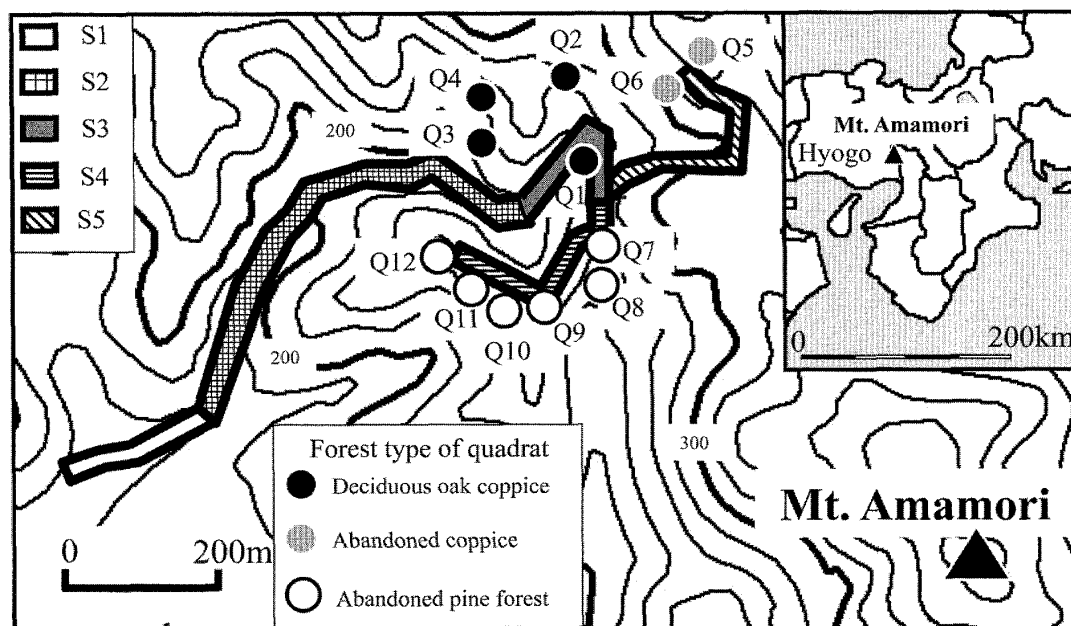 S1
S2
S3
S4
S5
Q2
Q5
Q4
Q6
200
Q3
Q1
Q12
Q7
Q11
Q8
Q9
Q10
200
300
Mt. Amamori
Hyogo
0 200km
Forest type of quadrat
Deciduous oak coppice
Abandoned coppice
Abandoned pine forest
0 200m
Mt. Amamori